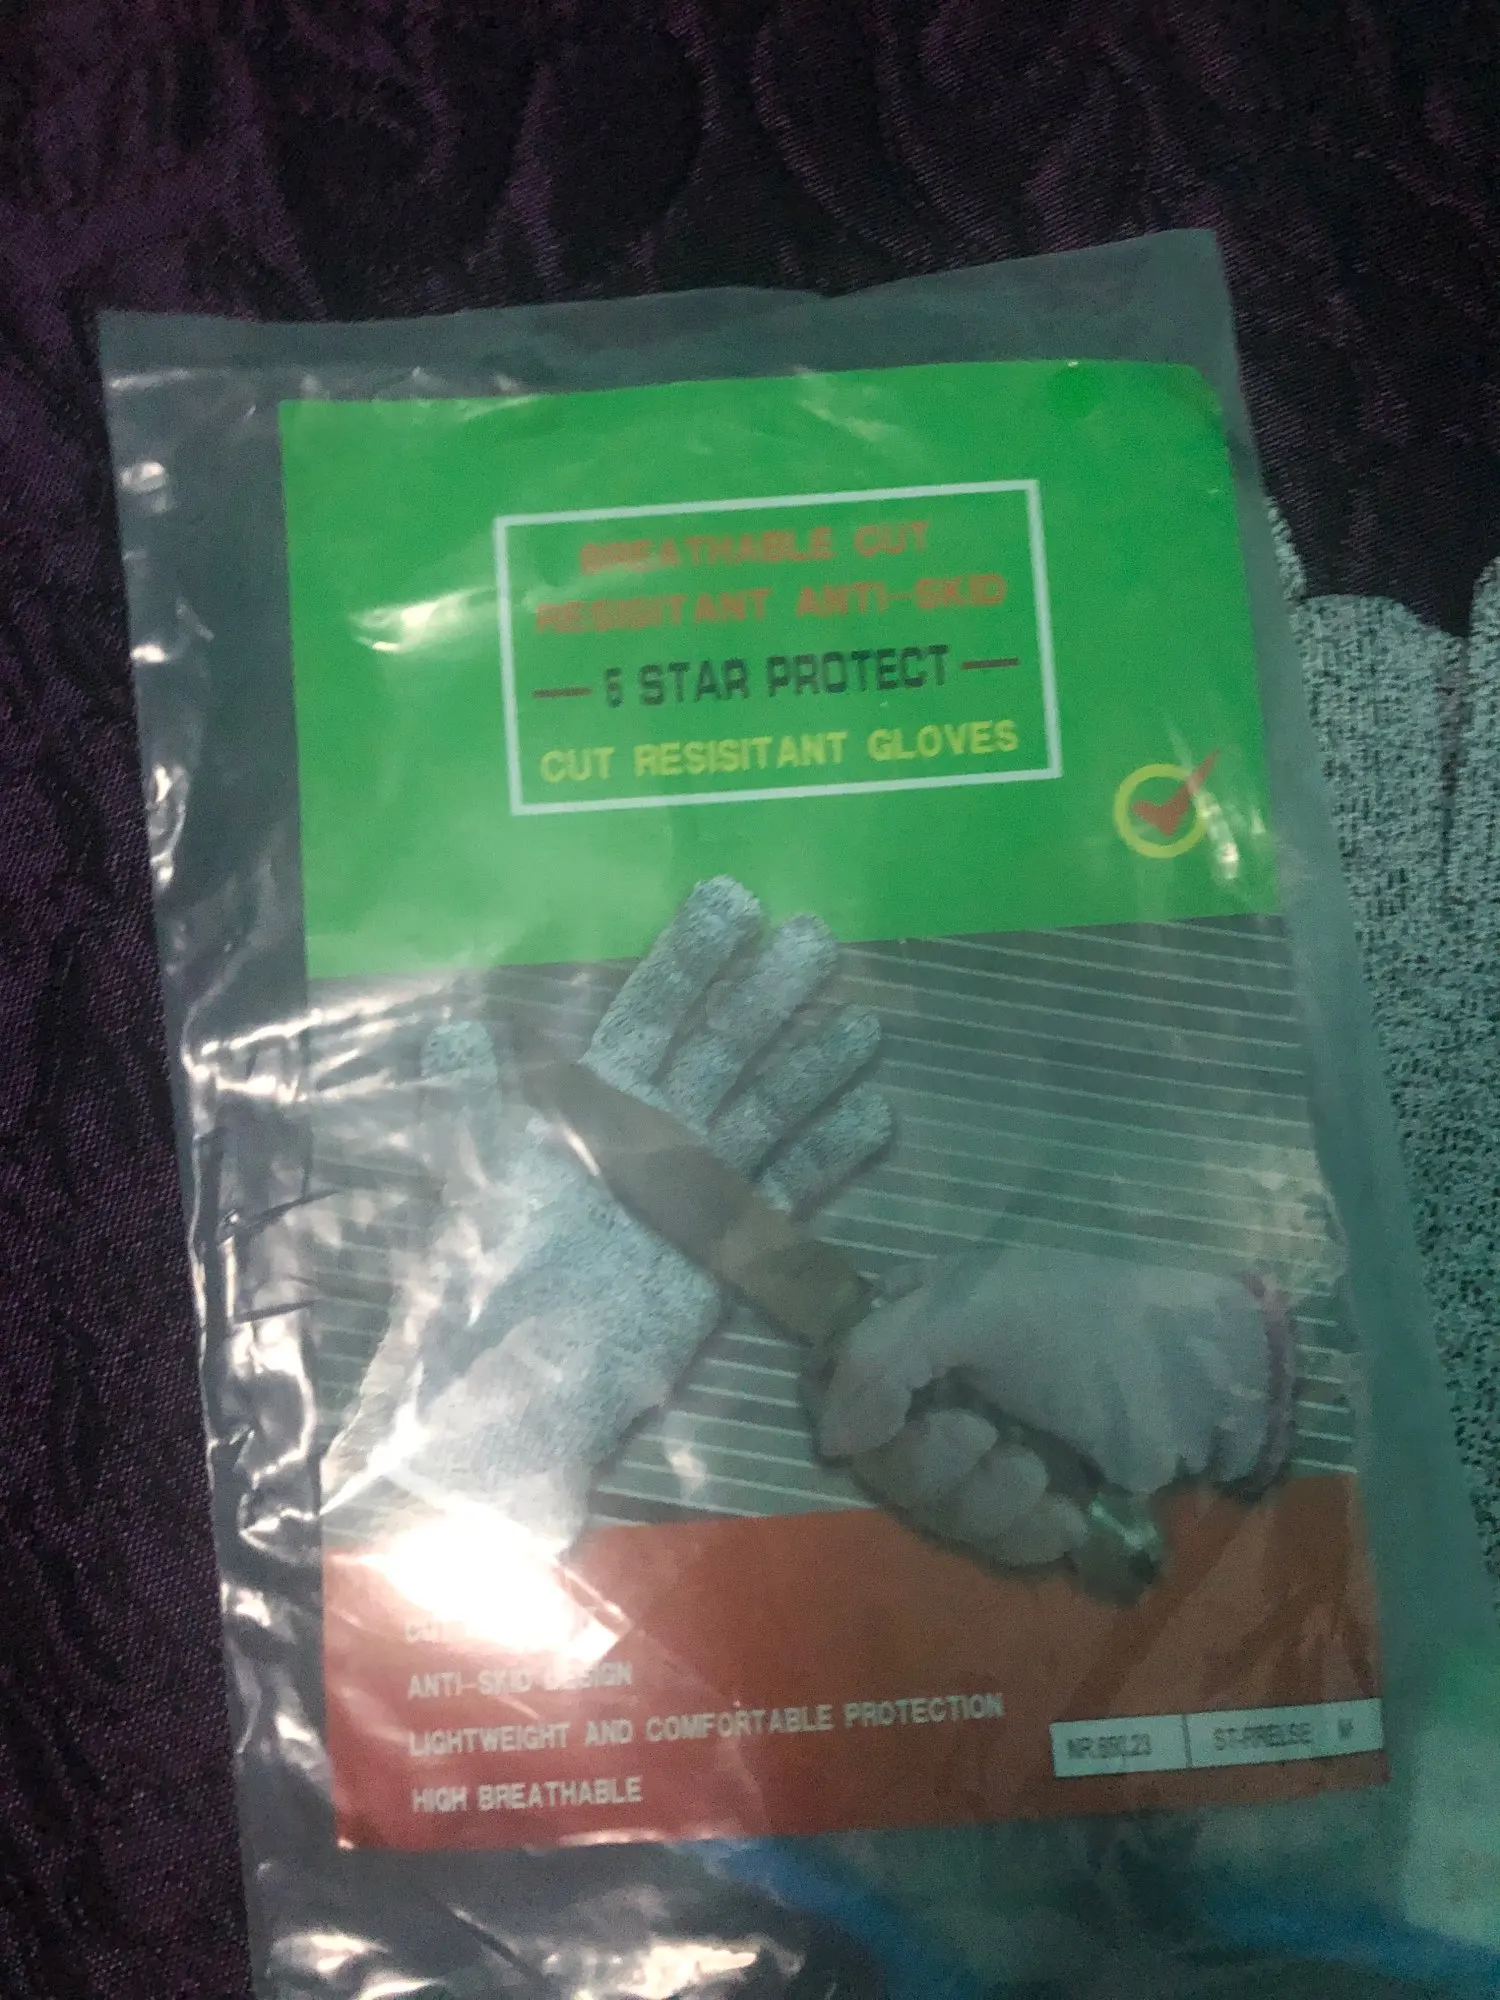 BREATHABLE CUT
RESISITANT ANTI-SKID
5 STAR PROTECT
CUT RESISITANT GLOVES
ANTI-SKID DESIGN
LIGHTWEIGHT AND COMFORTABLE PROTECTION
HIGH BREATHABLE